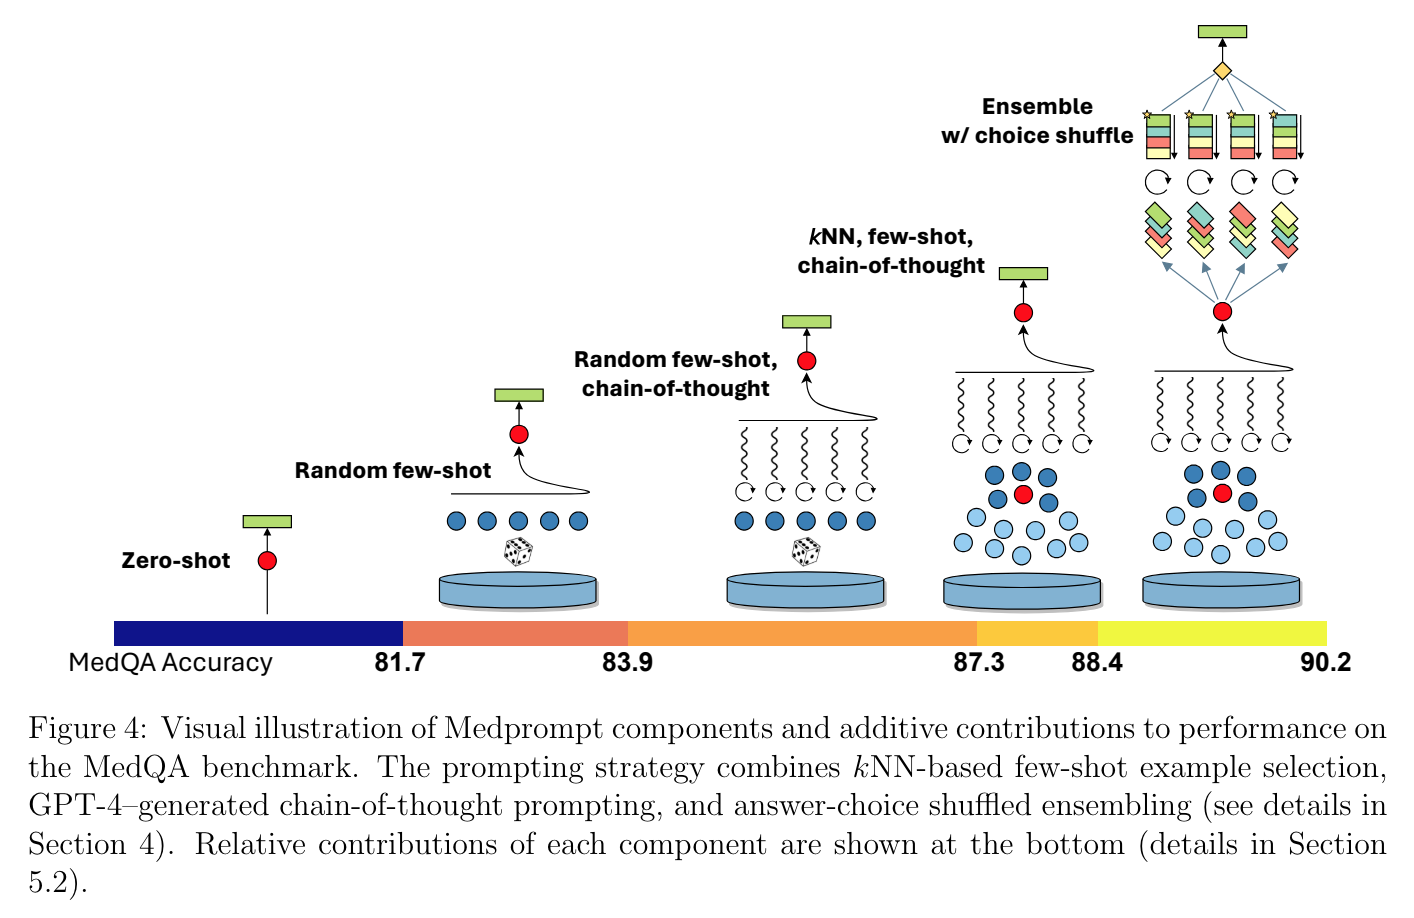 Ensemble
w/ choice shuffle
kNN, few-shot,
chain-of-thought
Random few-shot,
chain-of-thought
Random few-shot
Zero-shot
MedQA Accuracy 81.7 83.9 87.3 88.4 90.2
Figure 4: Visual illustration of Medprompt components and additive contributions to performance on
the MedQA benchmark. The prompting strategy combines kNN-based few-shot example selection,
GPT-4–generated chain-of-thought prompting, and answer-choice shuffled ensembling (see details in
Section 4). Relative contributions of each component are shown at the bottom (details in Section
5.2).